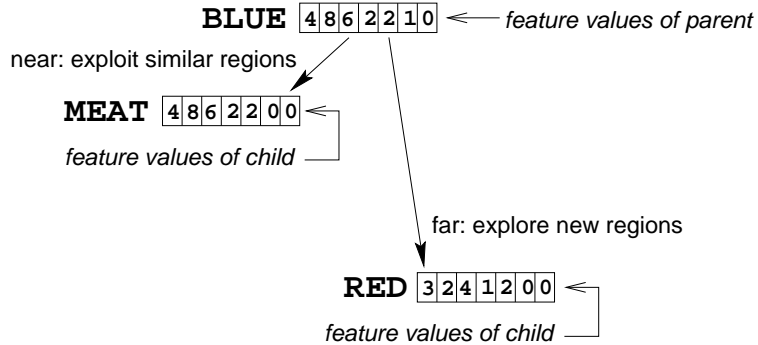 BLUE 4 8 6 2 2 1 0 feature values of parent
near: exploit similar regions
MEAT 4 8 6 2 2 0 0
feature values of child
far: explore new regions
RED 3 2 4 1 2 0 0
feature values of child